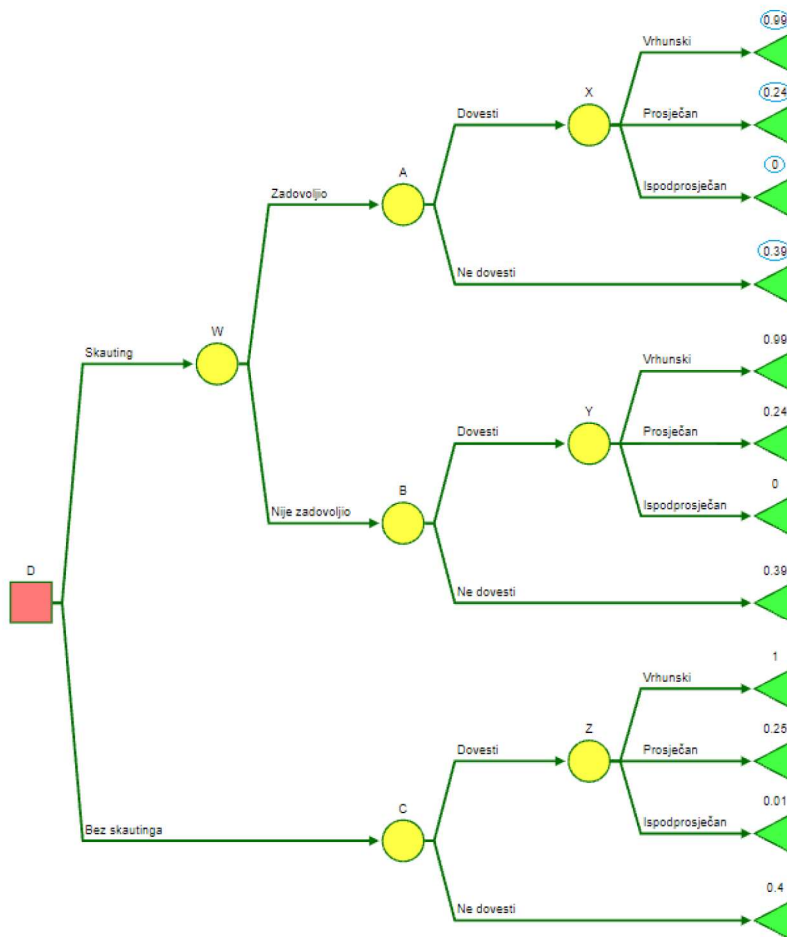 0.99
Vrhunski
X
0.24
Dovesti
Prosječan
A
0
Zadovoljio
Ispodprosječan
0.39
Ne dovesti
W
0.99
Skauting
Vrhunski
Y
0.24
Dovesti
Prosječan
B
0
Nije zadovoljio
Ispodprosječan
D
0.39
Ne dovesti
1
Vrhunski
Z
0.25
Dovesti
Prosječan
C
0.01
Bez skautinga
Ispodprosječan
0.4
Ne dovesti